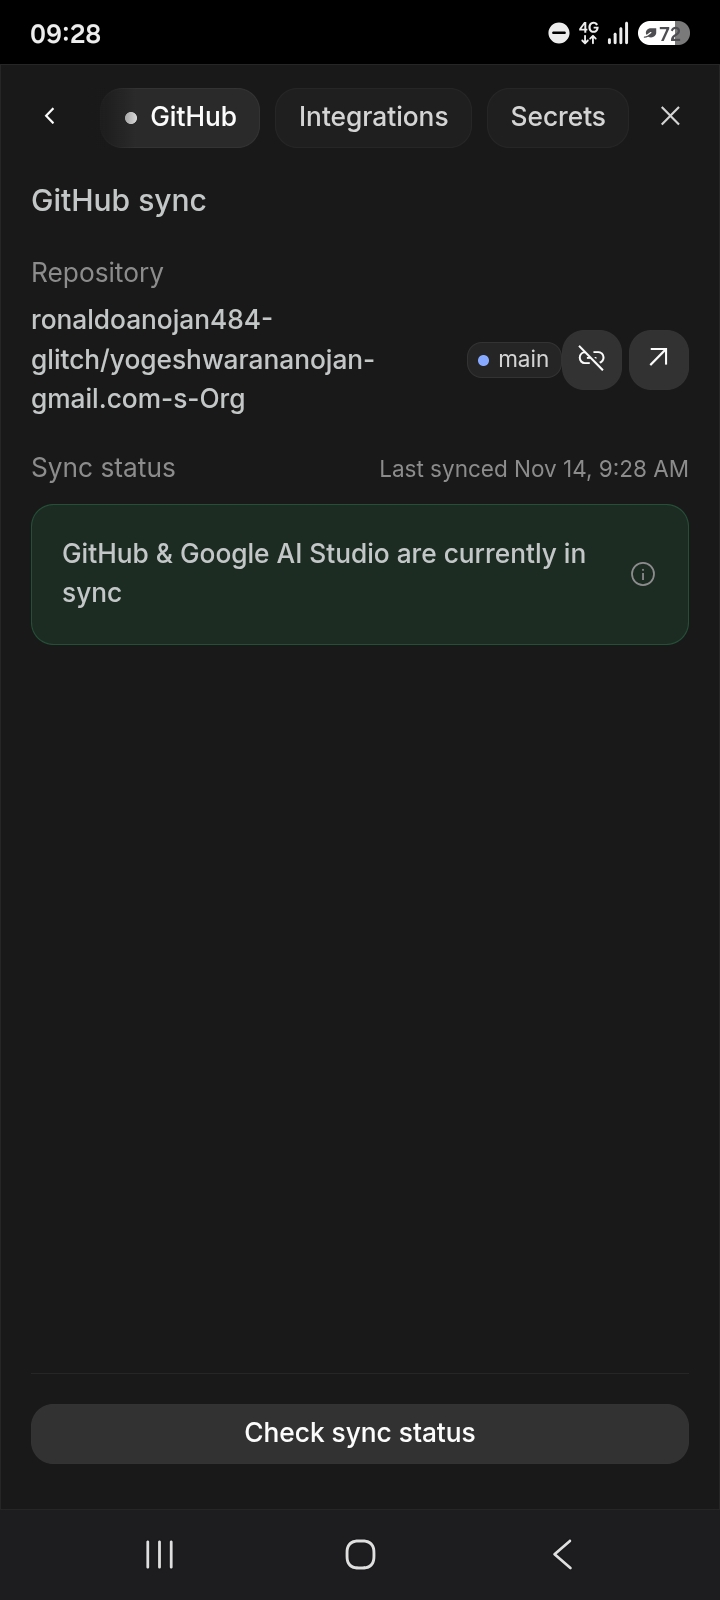 09:28
4G
72
GitHub
Integrations
Secrets
GitHub sync
Repository
ronaldoanojan484-
glitch/yogeshwarananojan-
gmail.com-s-Org
main
Sync status
Last synced Nov 14, 9:28 AM
GitHub & Google AI Studio are currently in
sync
Check sync status